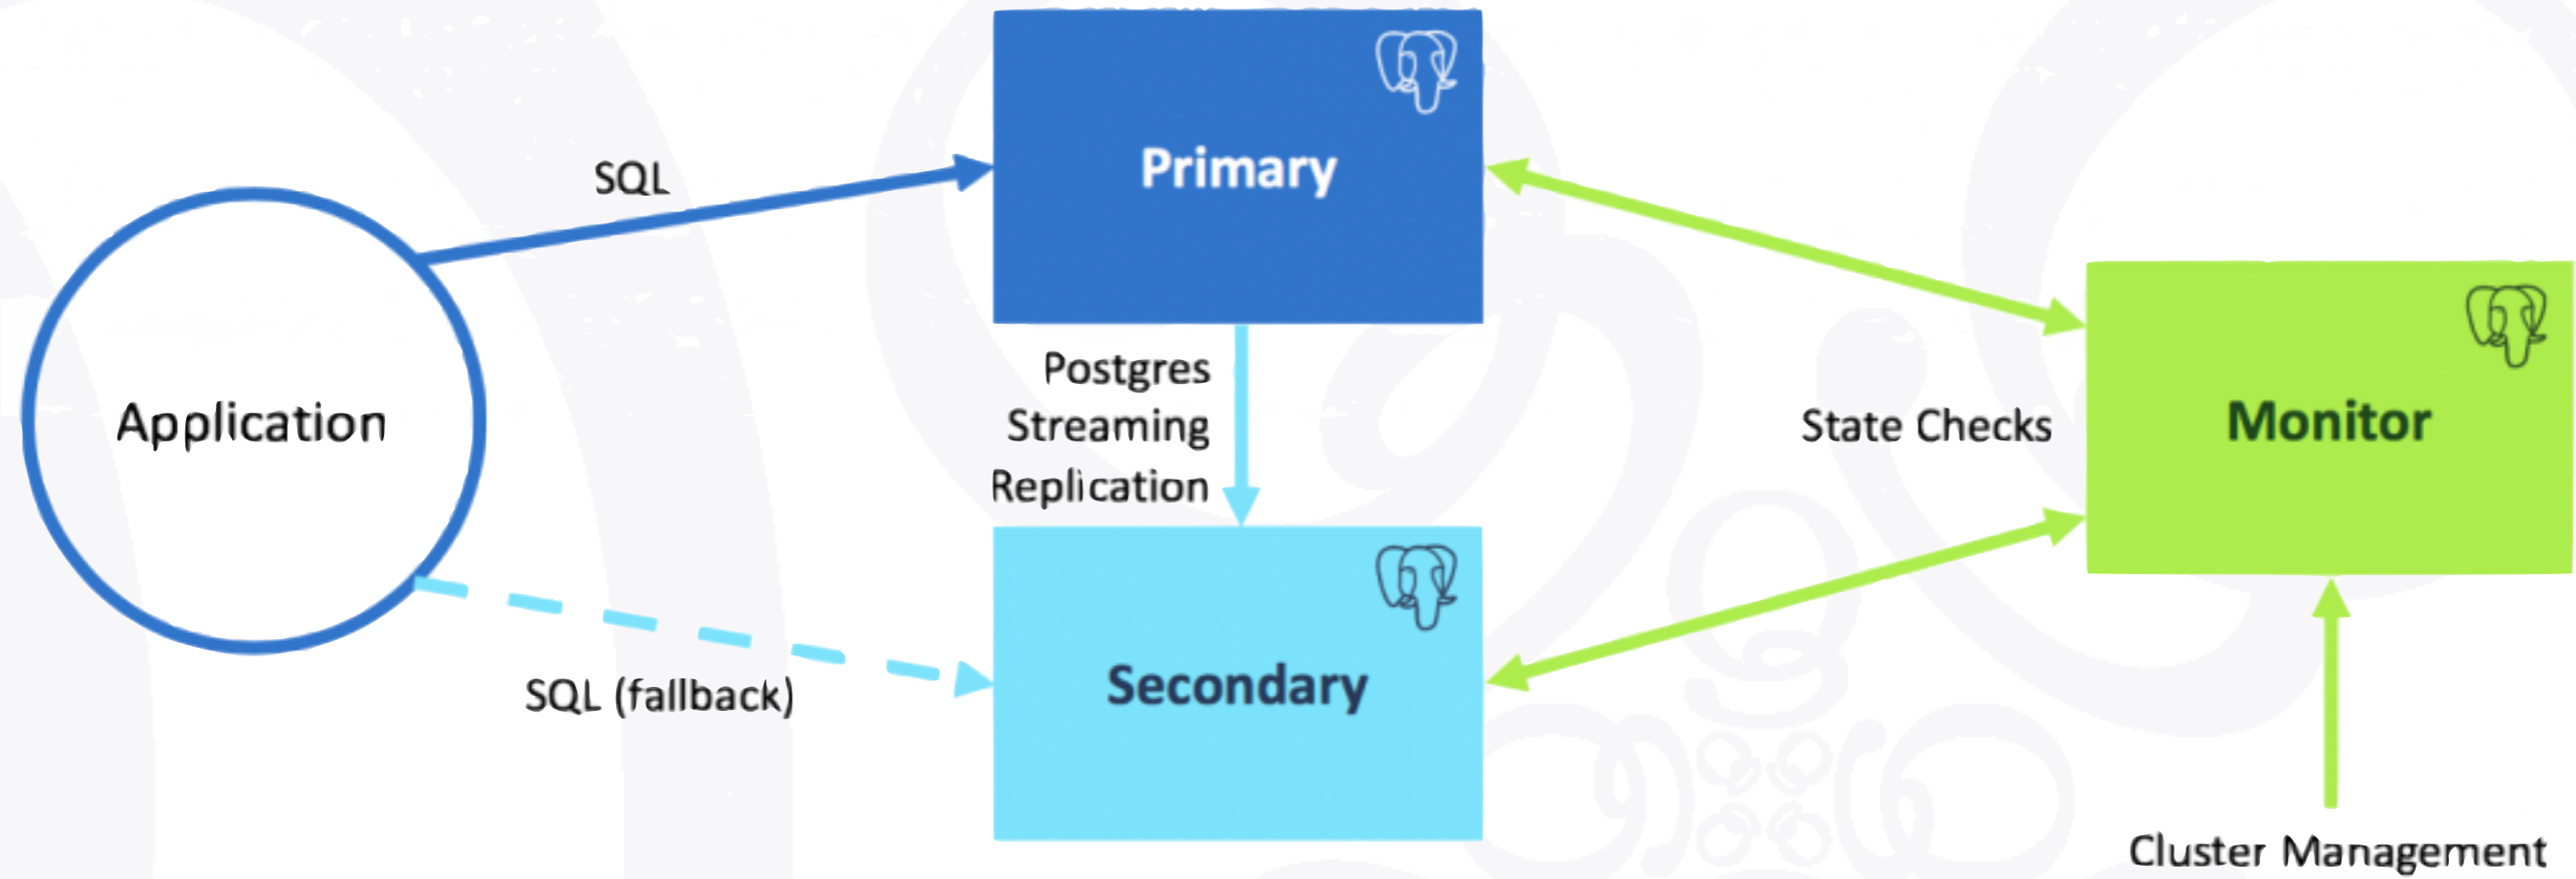 SQL
Primary
Application
Postgres
Streaming
Replication
State Checks
Monitor
SQL (fallback)
Secondary
Cluster Management